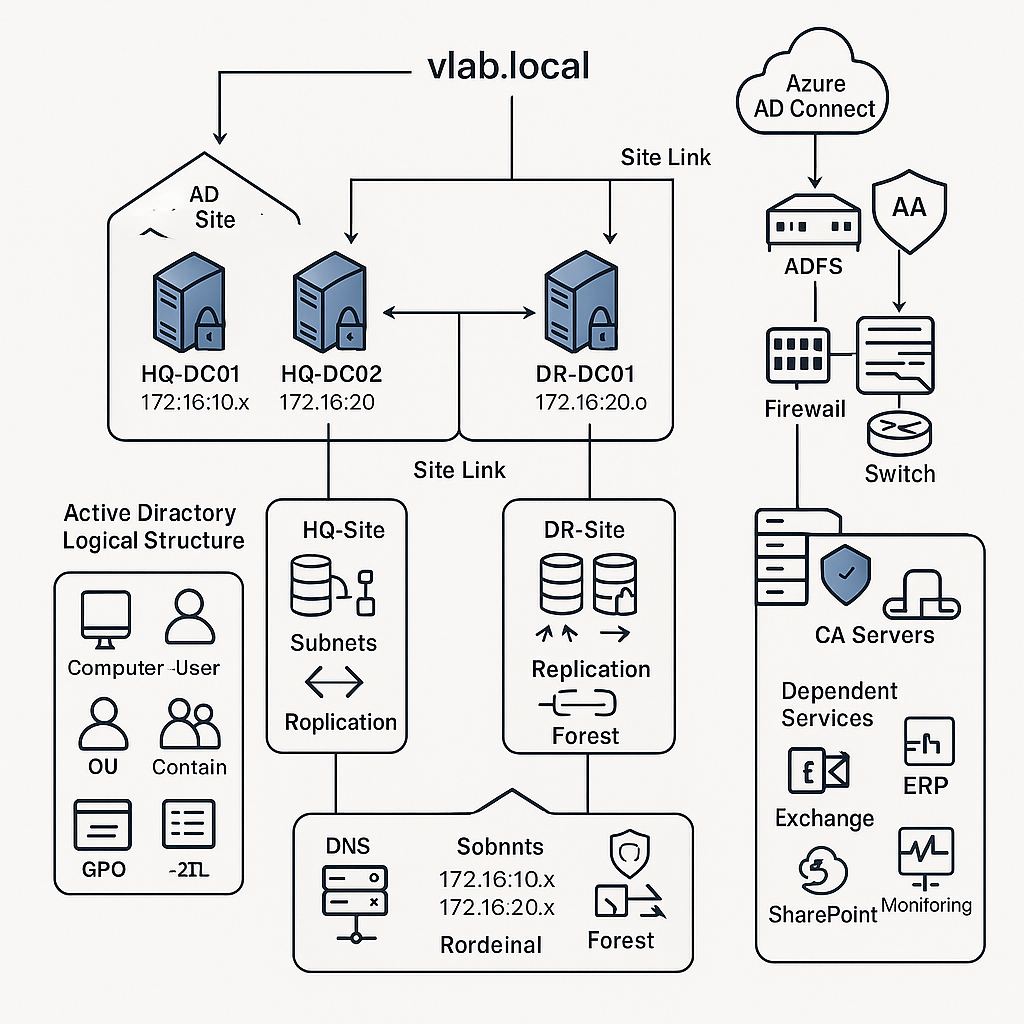 vlab.local
Azure
AD Connect
Site Link
AD
Site
AA
ADFS
HQ-DC01
172:16:10.x
HQ-DC02
172.16:20
DR-DC01
172.16:20.o
Firewail
Switch
Site Link
Active Diractory
Logical Structure
HQ-Site
Subnets
Roplication
DR-Site
Replication
Forest
Computer
-User
OU
Contain
GPO
-2IL
DNS
Sobnnts
172.16:10.x
172.16:20.x
Rordeinal
Forest
CA Servers
Dependent
Services
Exchange
ERP
SharePoint
Moniforing